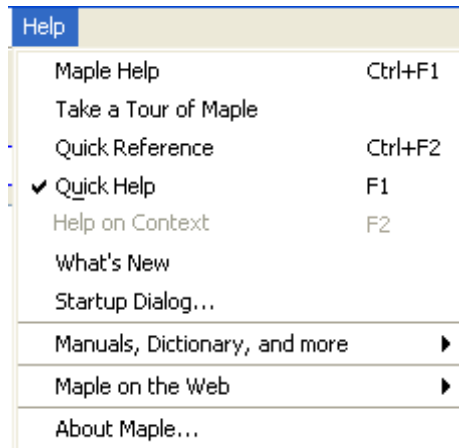 Help
Maple Help Ctrl+F1
Take a Tour of Maple
Quick Reference Ctrl+F2
Quick Help F1
Help on Context F2
What's New
Startup Dialog...
Manuals, Dictionary, and more
Maple on the Web
About Maple...